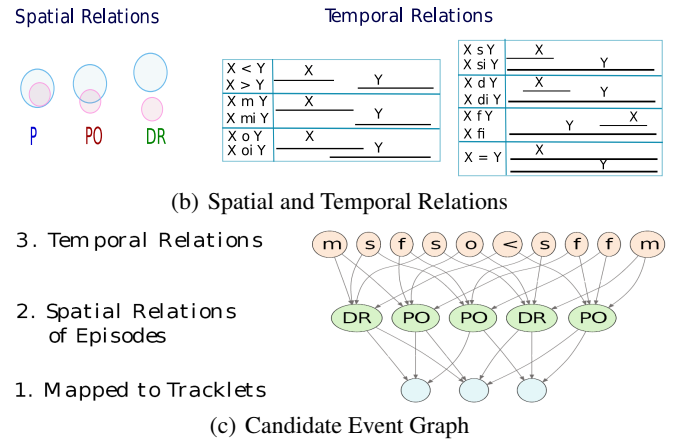 Spatial Relations
Temporal Relations
P PO DR
X < Y
X > Y
X Y
X m Y
X mi Y
X Y
X o Y
X oi Y
X Y
X s Y
X si Y
X Y
X d Y
X di Y
X Y
X f Y
X fi
Y X
X = Y
X
Y
(b) Spatial and Temporal Relations
3. Temporal Relations
m s f s o < s f f m
2. Spatial Relations
of Episodes
DR PO PO DR PO
1. Mapped to Tracklets
(c) Candidate Event Graph